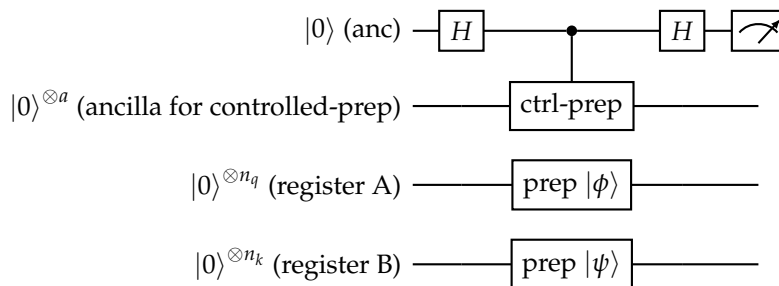 |0⟩ (anc) H H
|0⟩^{⊗a} (ancilla for controlled-prep) ctrl-prep
|0⟩^{⊗n_q} (register A) prep |ϕ⟩
|0⟩^{⊗n_k} (register B) prep |ψ⟩